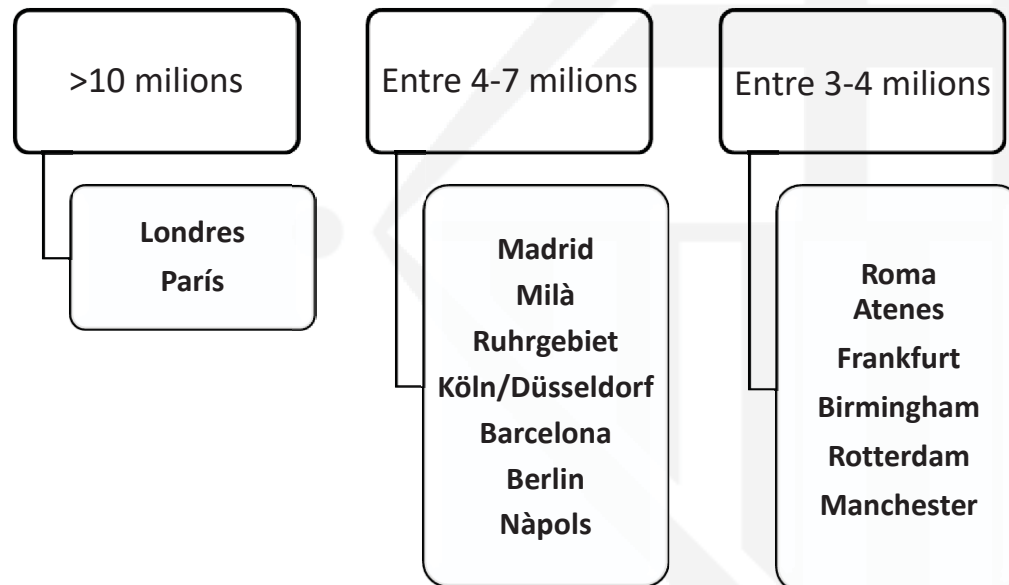 >10 milions
Londres
París
Entre 4-7 milions
Madrid
Milà
Ruhrgebiet
Köln/Düsseldorf
Barcelona
Berlin
Nàpols
Entre 3-4 milions
Roma
Atenes
Frankfurt
Birmingham
Rotterdam
Manchester